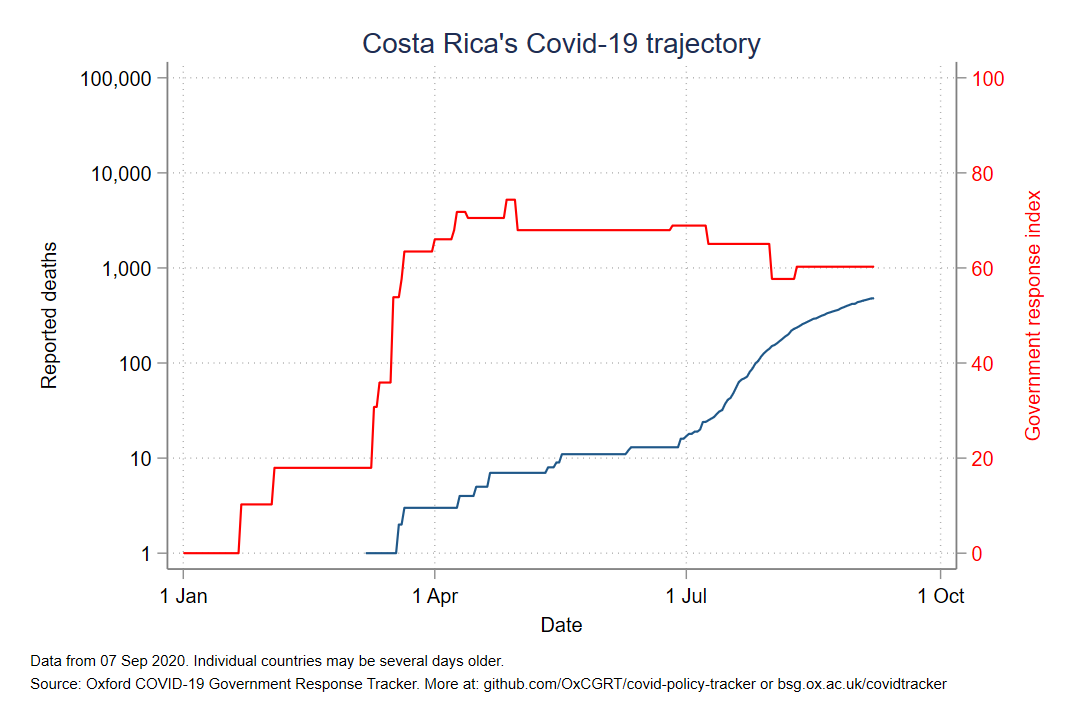 Costa Rica's Covid-19 trajectory
100,000
10,000
1,000
100
10
1
Reported deaths
100
80
60
40
20
0
Government response index
1 Jan
1 Apr
1 Jul
1 Oct
Date
Data from 07 Sep 2020. Individual countries may be several days older.
Source: Oxford COVID-19 Government Response Tracker. More at: github.com/OxCGRT/covid-policy-tracker or bsg.ox.ac.uk/covidtracker